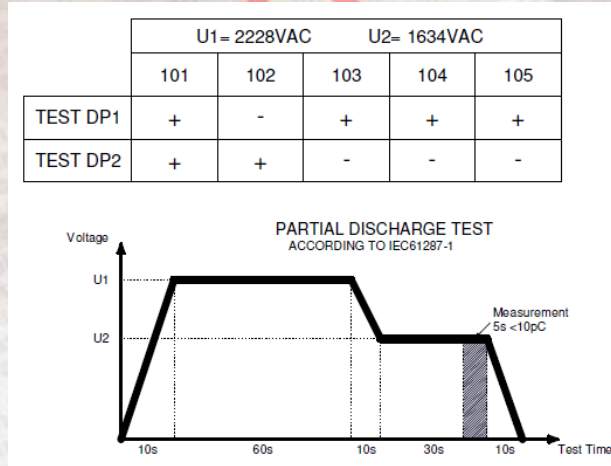 U1= 2228VAC U2= 1634VAC
101 102 103 104 105
TEST DP1 + - + + +
TEST DP2 + + - - -
PARTIAL DISCHARGE TEST
ACCORDING TO IEC61287-1
Voltage
U1
Measurement
5s <10pC
U2
10s 60s 10s 30s 10s Test Time